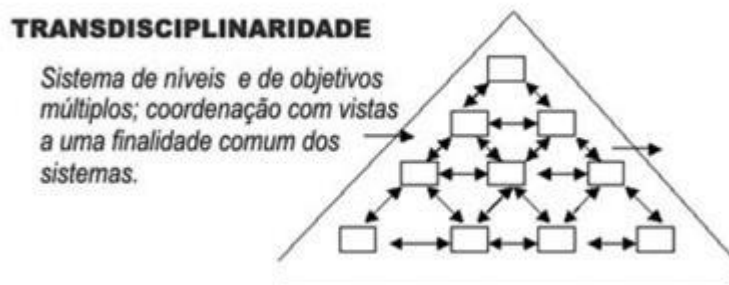 TRANSDISCIPLINARIDADE
Sistema de níveis e de objetivos
múltiplos; coordenação com vistas
a uma finalidade comum dos
sistemas.